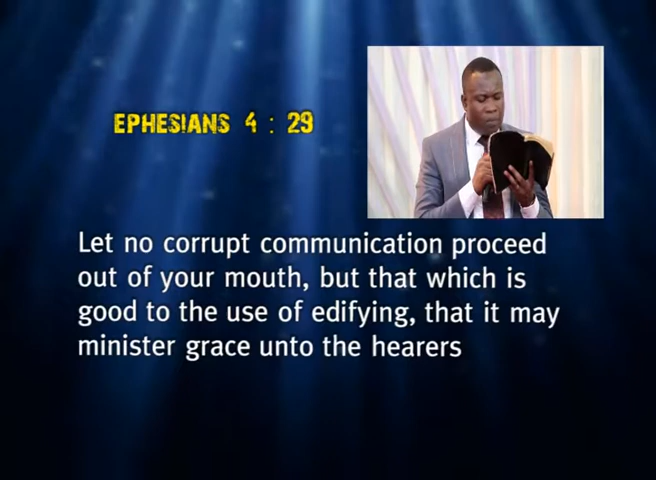 EPHESIANS 4 : 29
Let no corrupt communication proceed
out of your mouth, but that which is
good to the use of edifying, that it may
minister grace unto the hearers